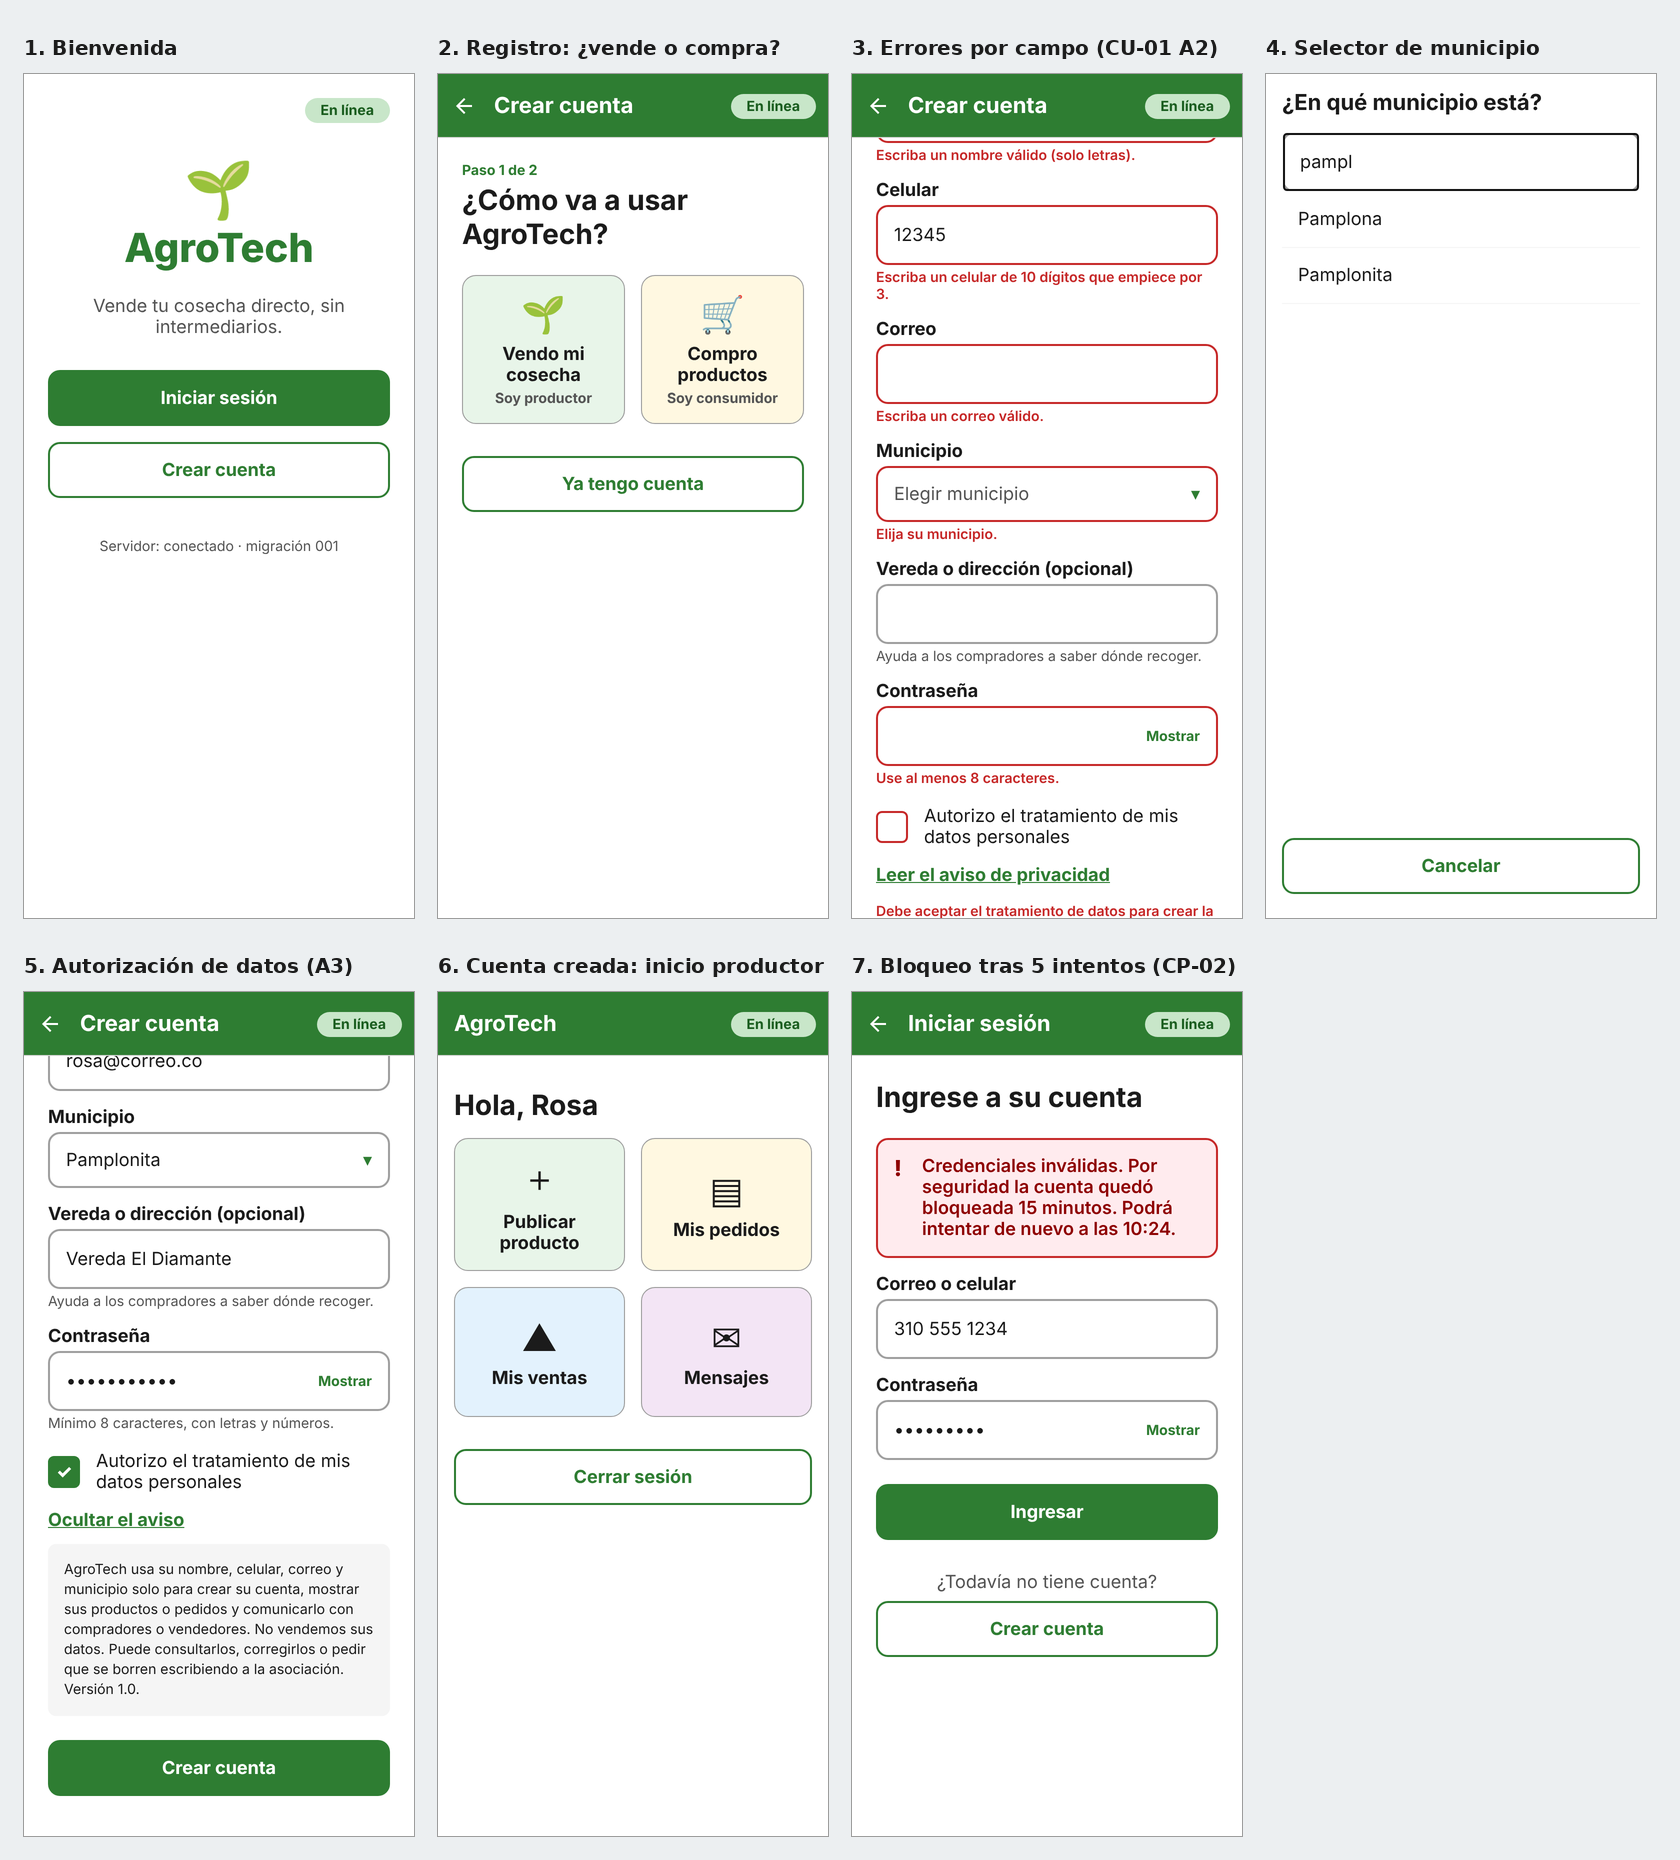 1. Bienvenida
En línea
AgroTech
Vende tu cosecha directo, sin
intermediarios.
Iniciar sesión
Crear cuenta
Servidor: conectado · migración 001
2. Registro: ¿vende o compra?
← Crear cuenta
En línea
Paso 1 de 2
¿Cómo va a usar
AgroTech?
Vendo mi
cosecha
Soy productor
Compro
productos
Soy consumidor
Ya tengo cuenta
3. Errores por campo (CU-01 A2)
← Crear cuenta
En línea
Escriba un nombre válido (solo letras).
Celular
12345
Escriba un celular de 10 dígitos que empiece por
3.
Correo
Escriba un correo válido.
Municipio
Elegir municipio ▼
Elija su municipio.
Vereda o dirección (opcional)
Ayuda a los compradores a saber dónde recoger.
Contraseña
Mostrar
Use al menos 8 caracteres.
Autorizo el tratamiento de mis
datos personales
Leer el aviso de privacidad
Debe aceptar el tratamiento de datos para crear la
4. Selector de municipio
¿En qué municipio está?
pampl
Pamplona
Pamplonita
Cancelar
5. Autorización de datos (A3)
← Crear cuenta
En línea
rosa@correo.co
Municipio
Pamplonita ▼
Vereda o dirección (opcional)
Vereda El Diamante
Ayuda a los compradores a saber dónde recoger.
Contraseña
••••••••••• Mostrar
Mínimo 8 caracteres, con letras y números.
Autorizo el tratamiento de mis
datos personales
Ocultar el aviso
AgroTech usa su nombre, celular, correo y
municipio solo para crear su cuenta, mostrar
sus productos o pedidos y comunicarlo con
compradores o vendedores. No vendemos sus
datos. Puede consultarlos, corregirlos o pedir
que se borren escribiendo a la asociación.
Versión 1.0.
Crear cuenta
6. Cuenta creada: inicio productor
AgroTech
En línea
Hola, Rosa
+
Publicar
producto
Mis pedidos
Mis ventas
Mensajes
Cerrar sesión
7. Bloqueo tras 5 intentos (CP-02)
← Iniciar sesión
En línea
Ingrese a su cuenta
! Credenciales inválidas. Por
seguridad la cuenta quedó
bloqueada 15 minutos. Podrá
intentar de nuevo a las 10:24.
Correo o celular
310 555 1234
Contraseña
••••••••• Mostrar
Ingresar
¿Todavía no tiene cuenta?
Crear cuenta